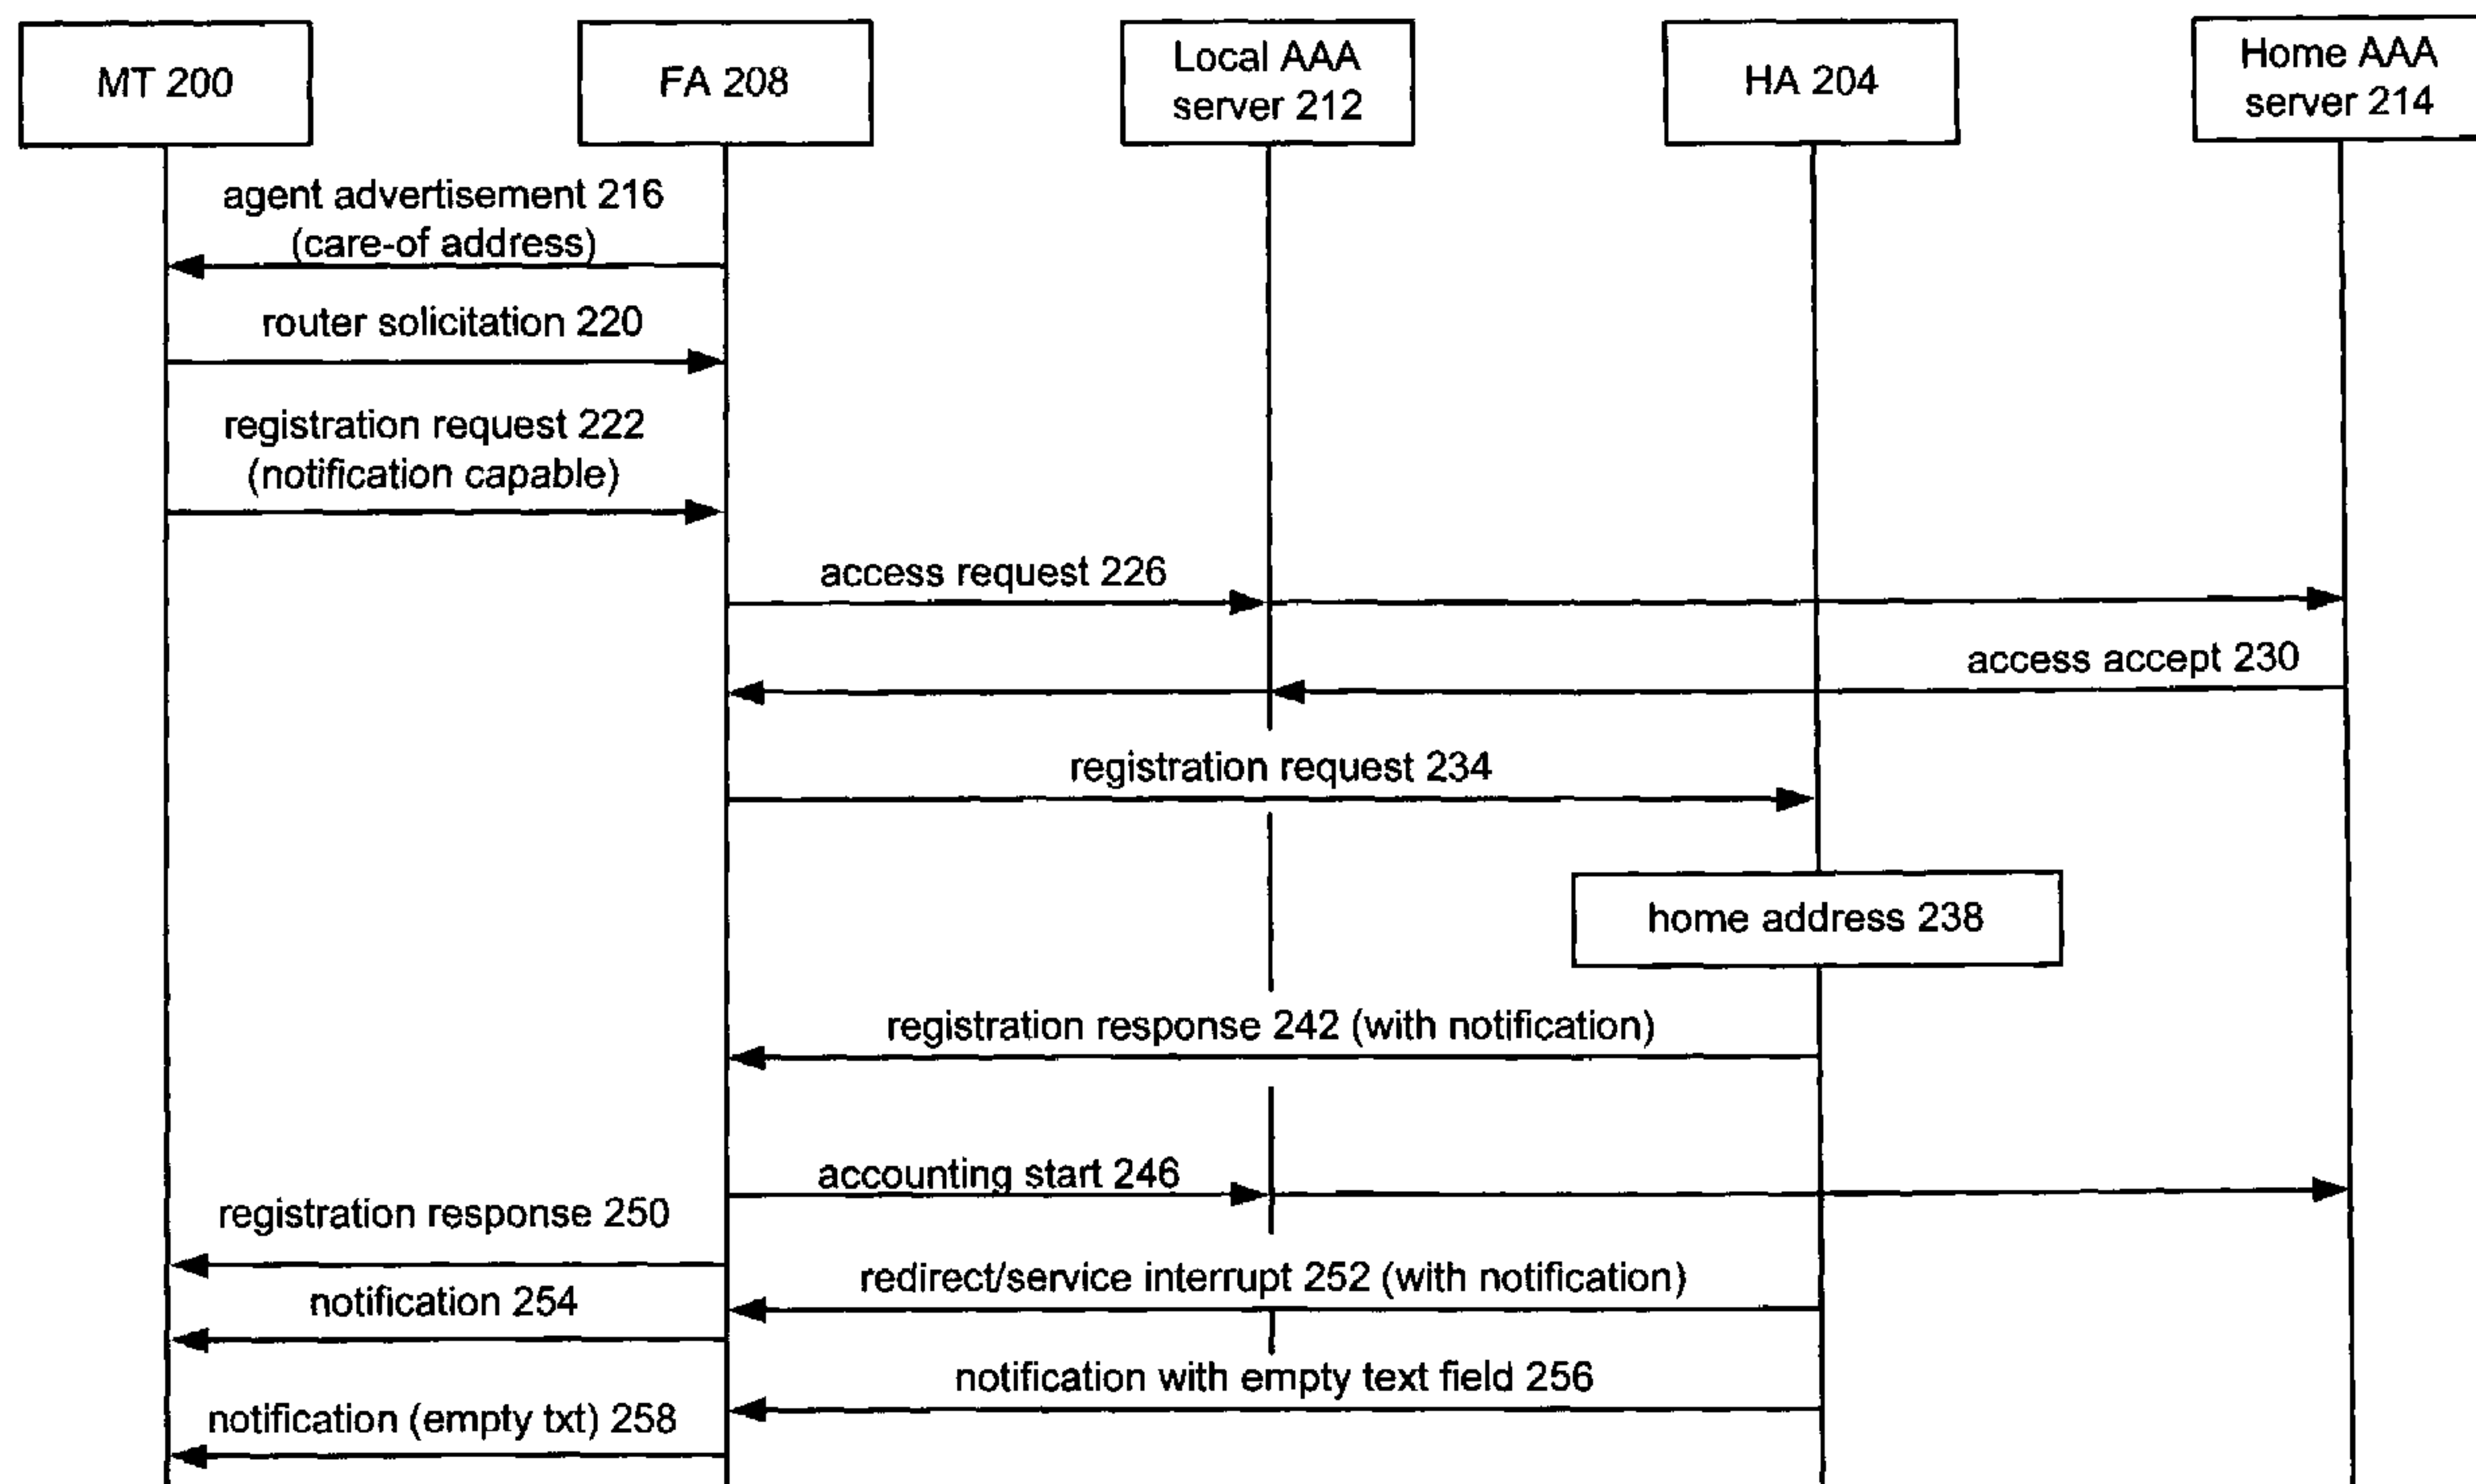 MT 200
FA 208
Local AAA
server 212
HA 204
Home AAA
server 214
agent advertisement 216
(care-of address)
router solicitation 220
registration request 222
(notification capable)
access request 226
access accept 230
registration request 234
home address 238
registration response 242 (with notification)
accounting start 246
registration response 250
redirect/service interrupt 252 (with notification)
notification 254
notification with empty text field 256
notification (empty txt) 258